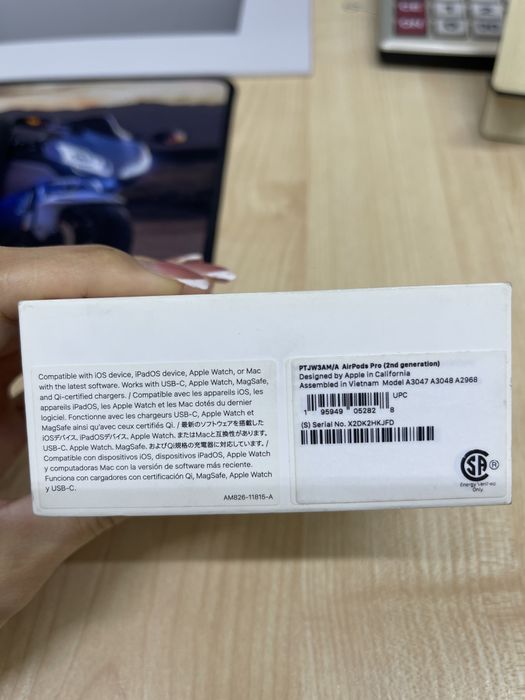 Compatible with iOS device, iPadOS device, Apple Watch, or Mac
with the latest software. Works with USB-C, Apple Watch, MagSafe,
and Qi-certified chargers. / Compatible avec les appareils iOS, les
appareils iPadOS, les Apple Watch et les Mac dotés du dernier
logiciel. Fonctionne avec les chargeurs USB-C, Apple Watch et
MagSafe ainsi qu'avec ceux certifiés Qi. / 最新のソフトウェアを搭載した
iOSデバイス、iPadOSデバイス、Apple Watch、またはMacと互換性があります。
USB-C、Apple Watch、MagSafe、およびQi規格の充電器に対応しています。/
Compatible con dispositivos iOS, dispositivos iPadOS, Apple Watch
y computadoras Mac con la versión de software más reciente.
Funciona con cargadores con certificación Qi, MagSafe, Apple Watch
y USB-C.
AM826-11815-A
PTJW3AM/A AirPods Pro (2nd generation)
Designed by Apple in California
Assembled in Vietnam Model A3047 A3048 A2968
UPC
1 95949 05282 8
(S) Serial No. X2DK2HKJFD
SA ®
Energy Verified
Only